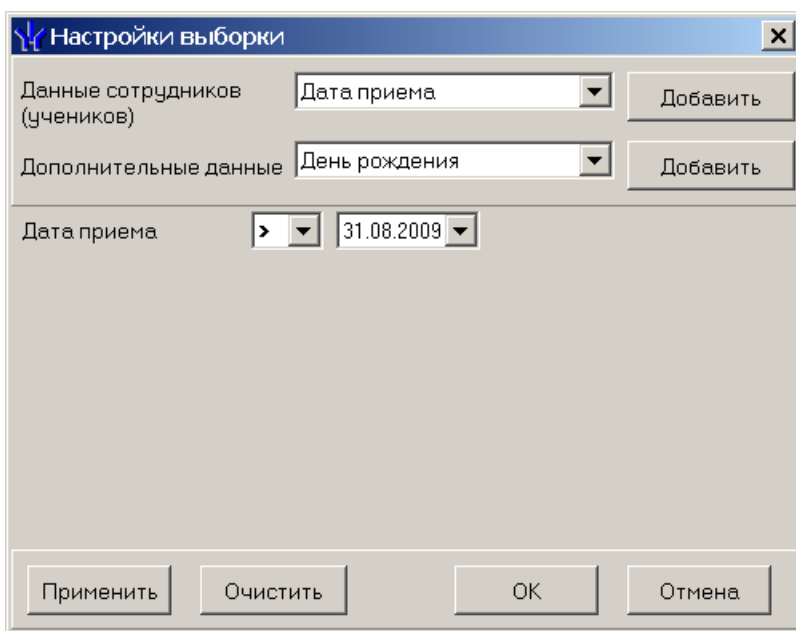 Настройки выборки
Данные сотрудников
(учеников)
Дата приема
Добавить
Дополнительные данные
День рождения
Добавить
Дата приема
>
31.08.2009
Применить
Очистить
OK
Отмена